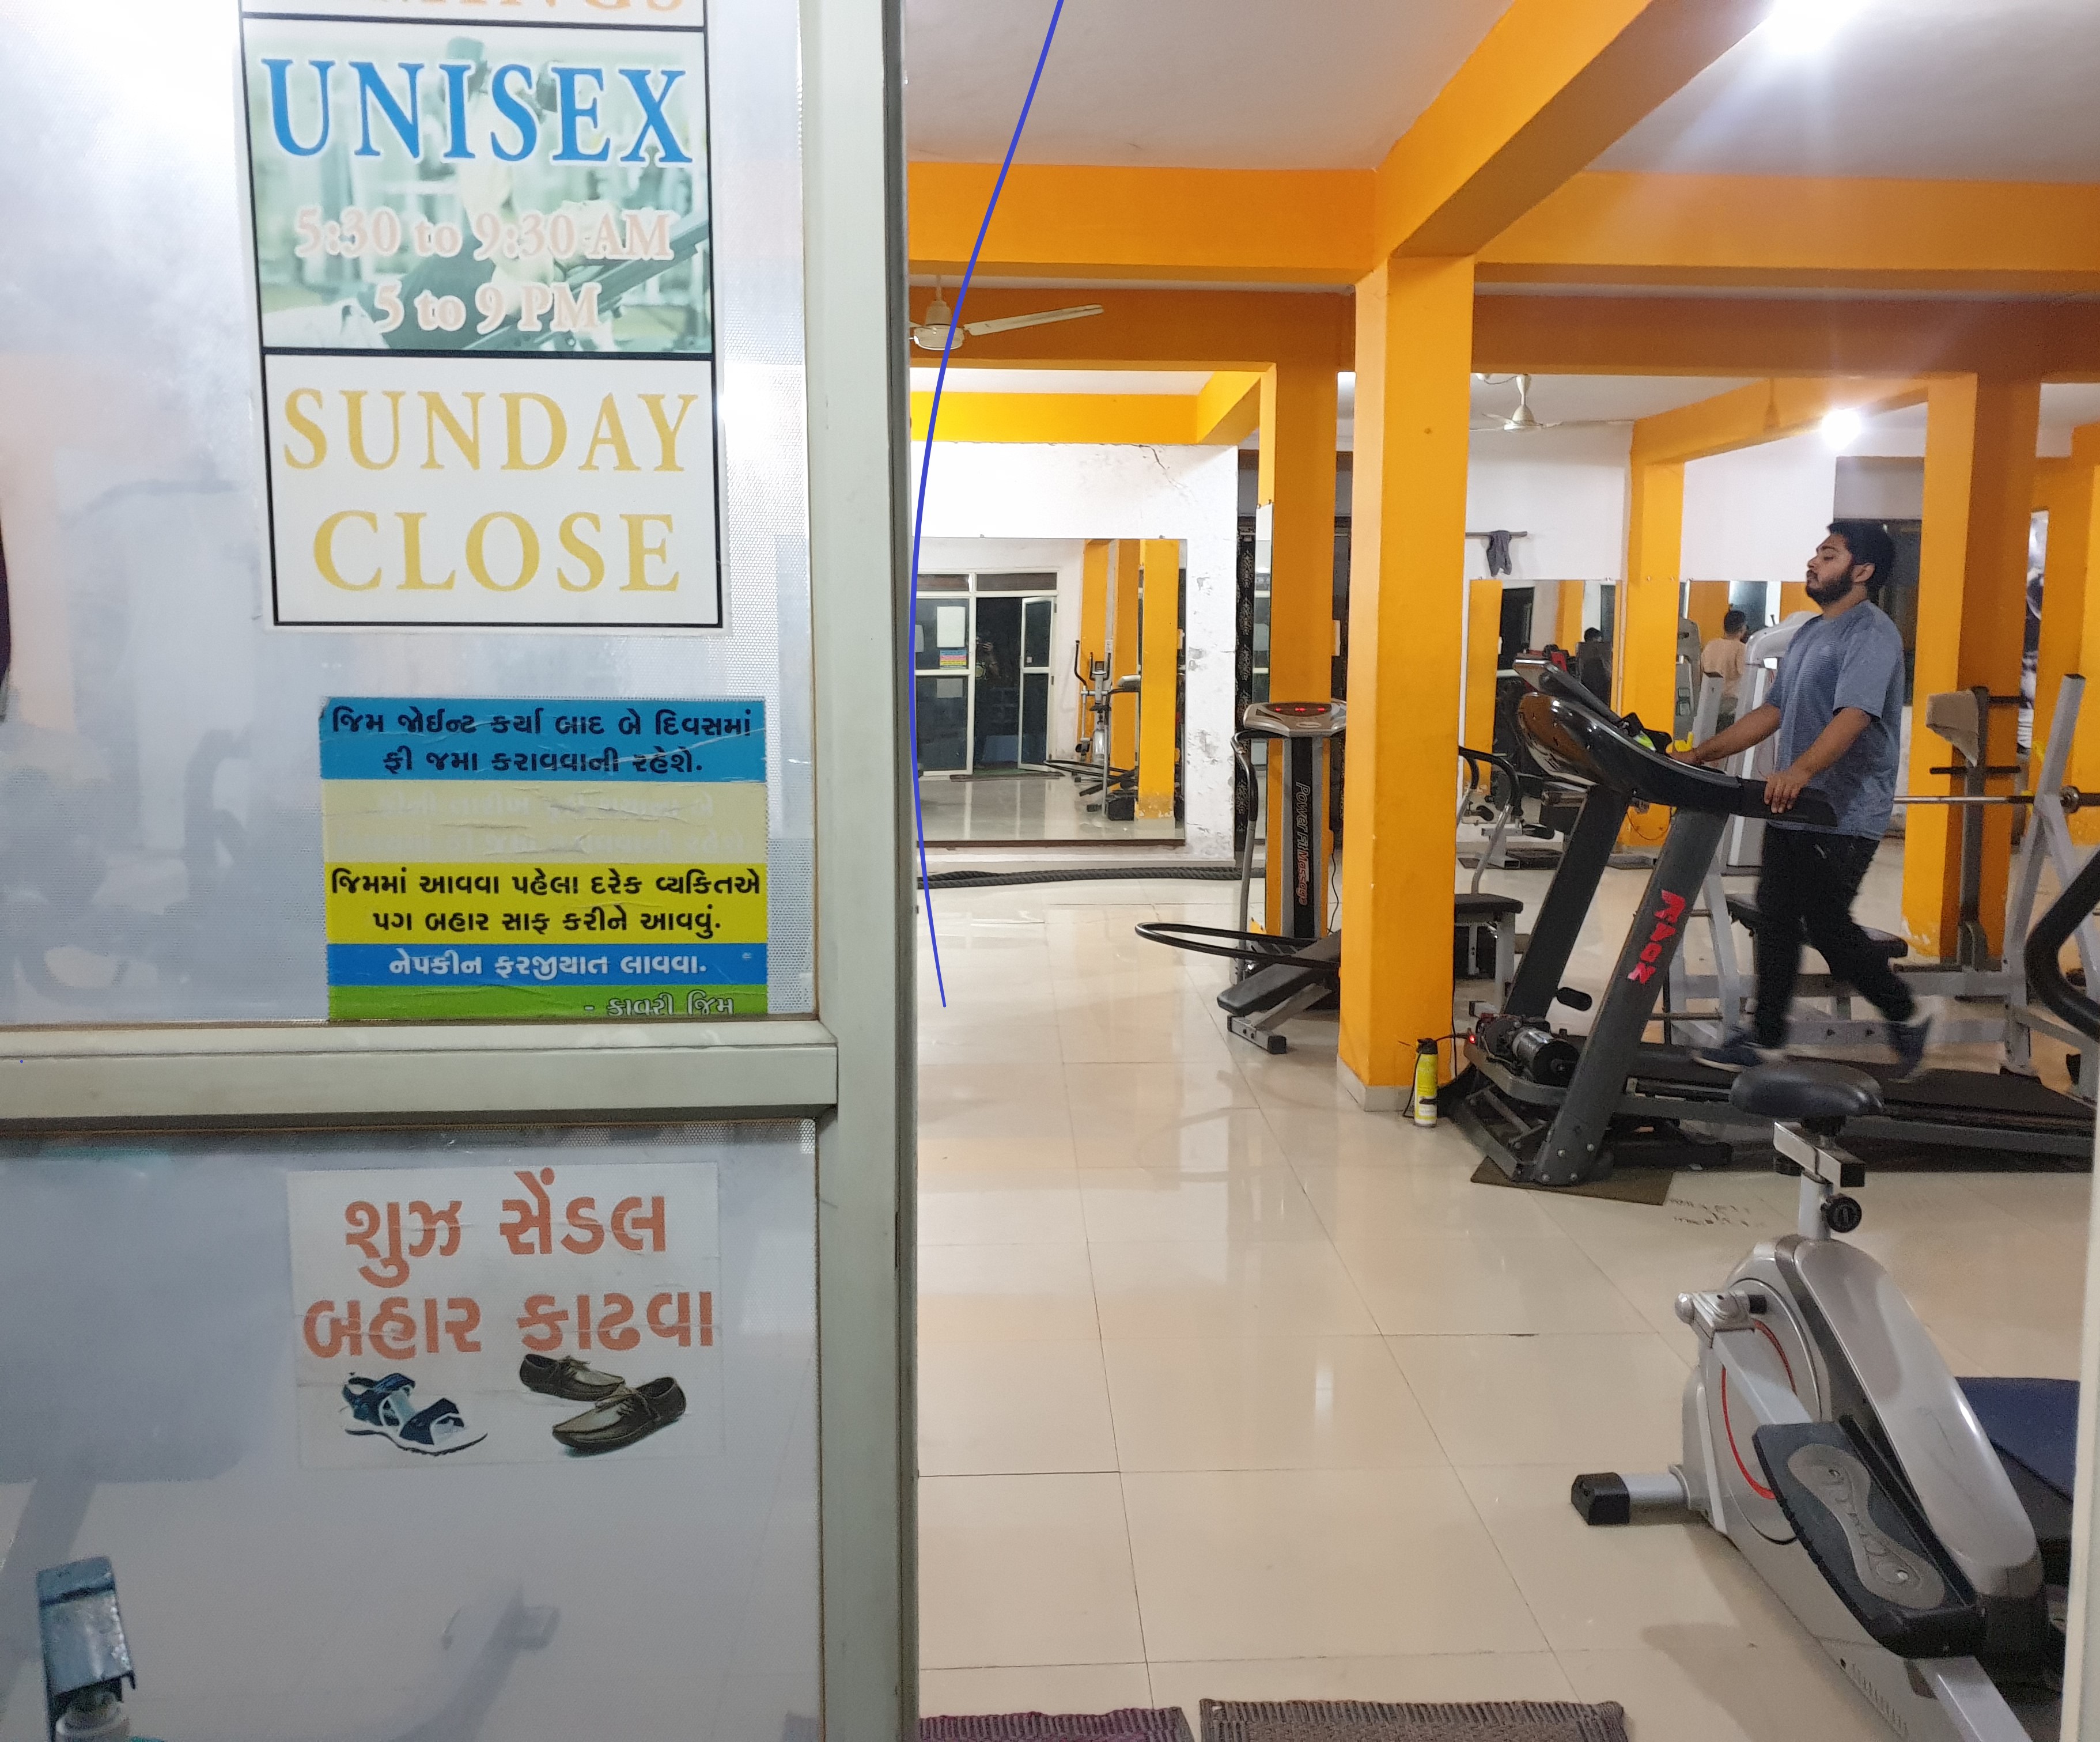 UNISEX
5:30 to 9:30 AM
5 to 9 PM
SUNDAY
CLOSE
જિમ જોઈન્ટ કર્યા બાદ બે દિવસમાં
ફી જમા કરાવવાની રહેશે.
જિમમાં આવવા પહેલા દરેક વ્યકિતએ
પગ બહાર સાફ કરીને આવવું.
નેપકીન ફરજીયાત લાવવા.
- કાવરી જિમ
શુઝ સેંડલ
બહાર કાઢવા
PowerFitMassage